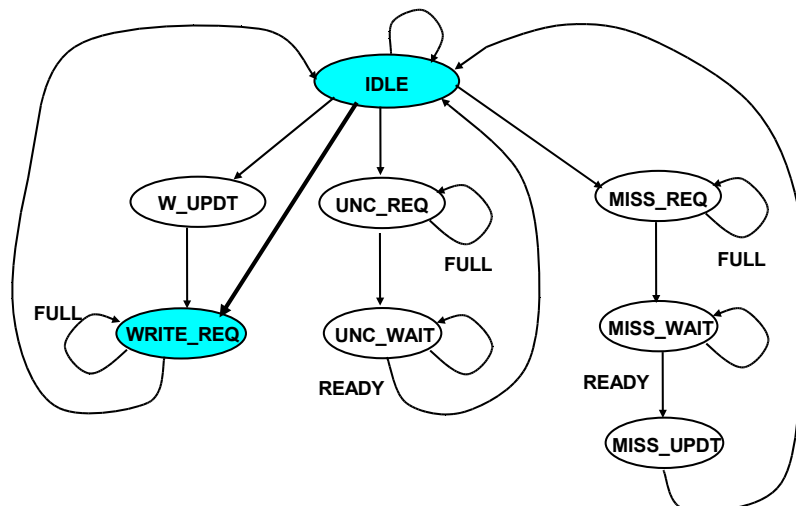 IDLE
W_UPDT
UNC_REQ
MISS_REQ
FULL
FULL
FULL
WRITE_REQ
UNC_WAIT
MISS_WAIT
READY
READY
MISS_UPDT